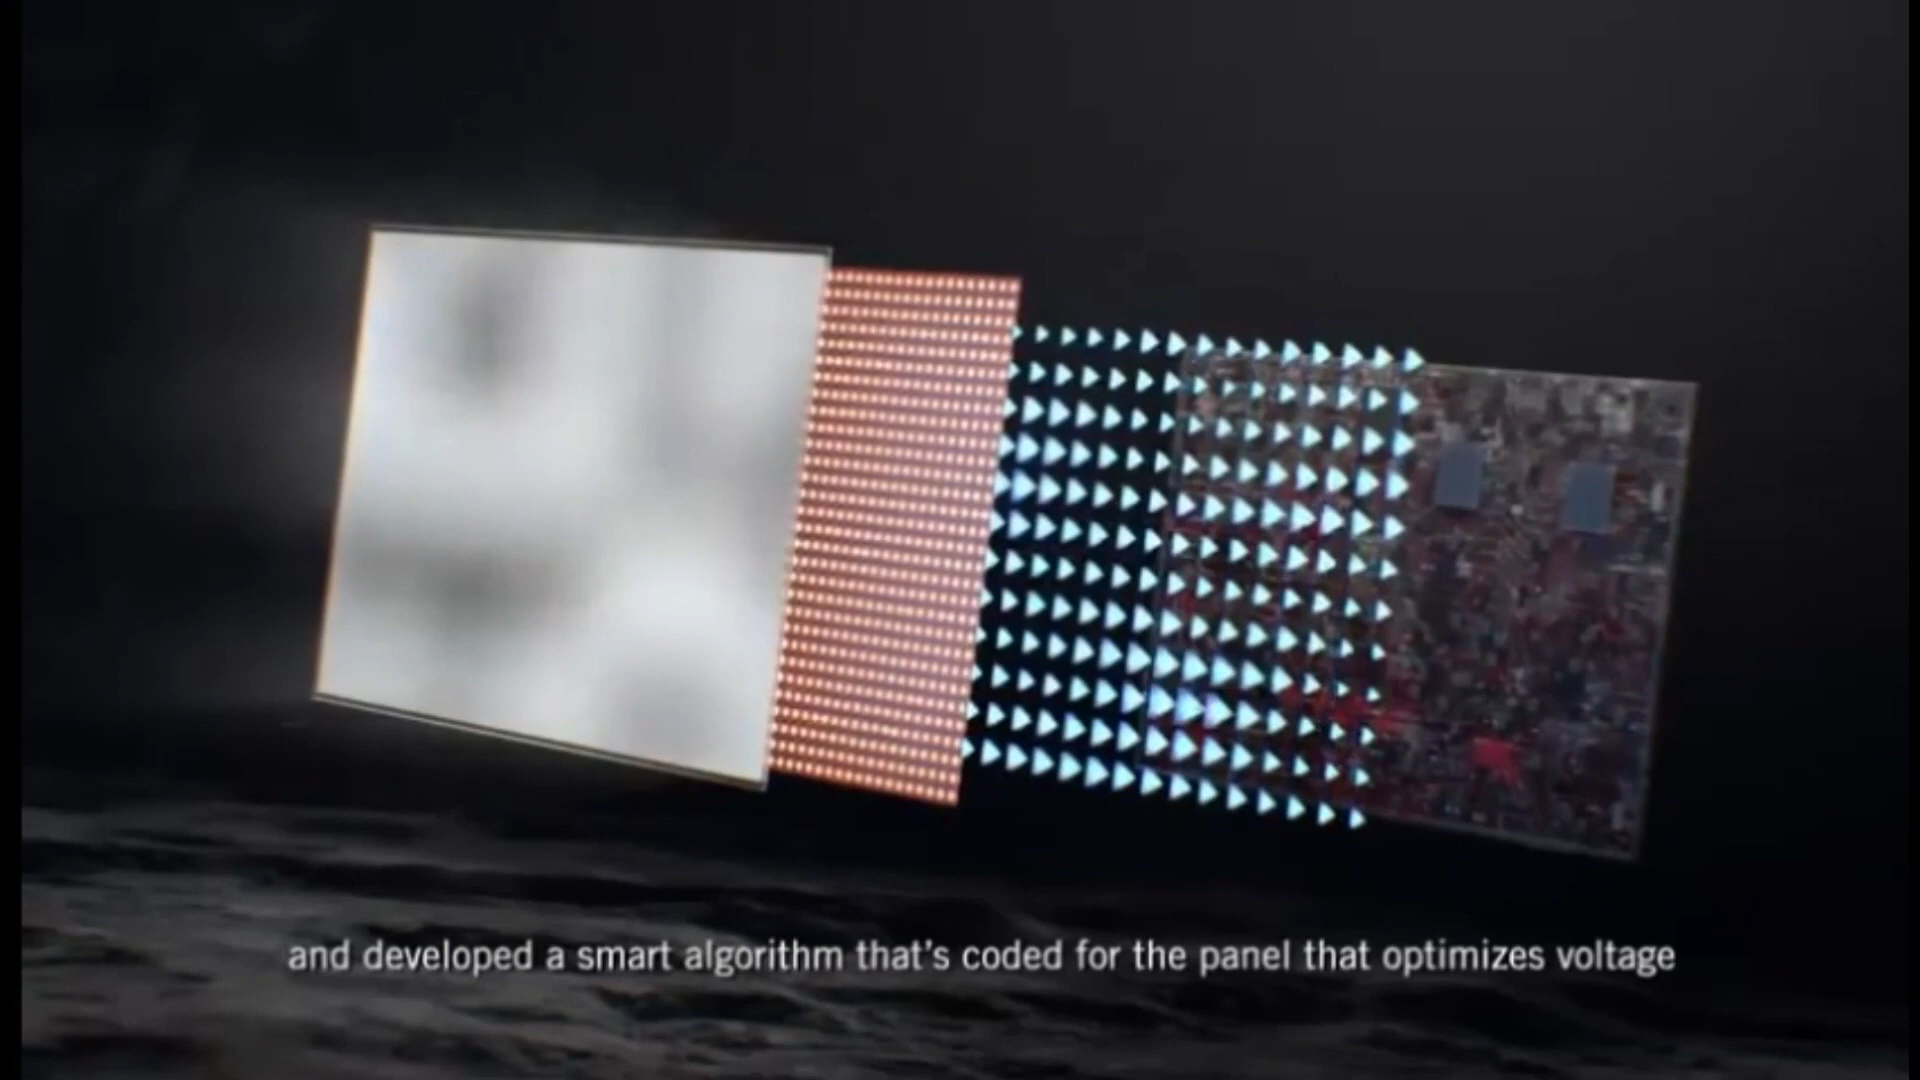 and developed a smart algorithm that's coded for the panel that optimizes voltage